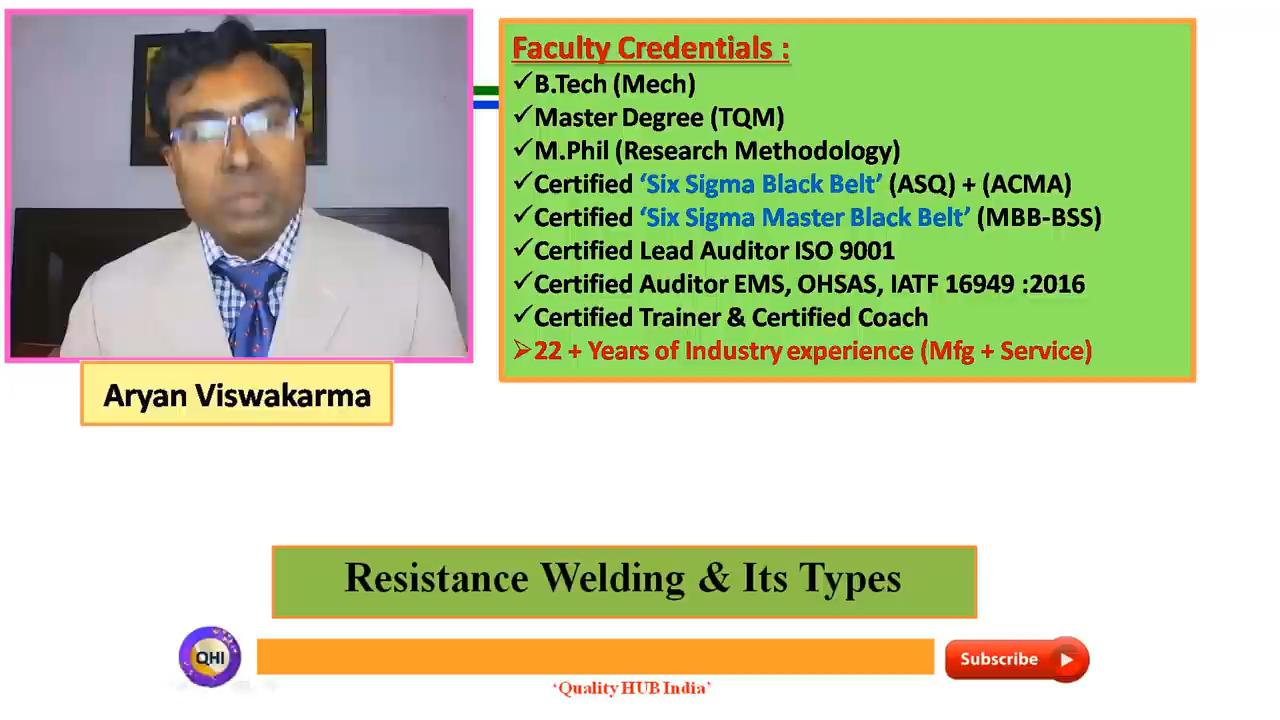 Faculty Credentials :
✓B.Tech (Mech)
✓Master Degree (TQM)
✓M.Phil (Research Methodology)
✓Certified ‘Six Sigma Black Belt’ (ASQ) + (ACMA)
✓Certified ‘Six Sigma Master Black Belt’ (MBB-BSS)
✓Certified Lead Auditor ISO 9001
✓Certified Auditor EMS, OHSAS, IATF 16949 :2016
✓Certified Trainer & Certified Coach
➢22 + Years of Industry experience (Mfg + Service)
Aryan Viswakarma
Resistance Welding & Its Types
QHI
Subscribe
‘Quality HUB India’